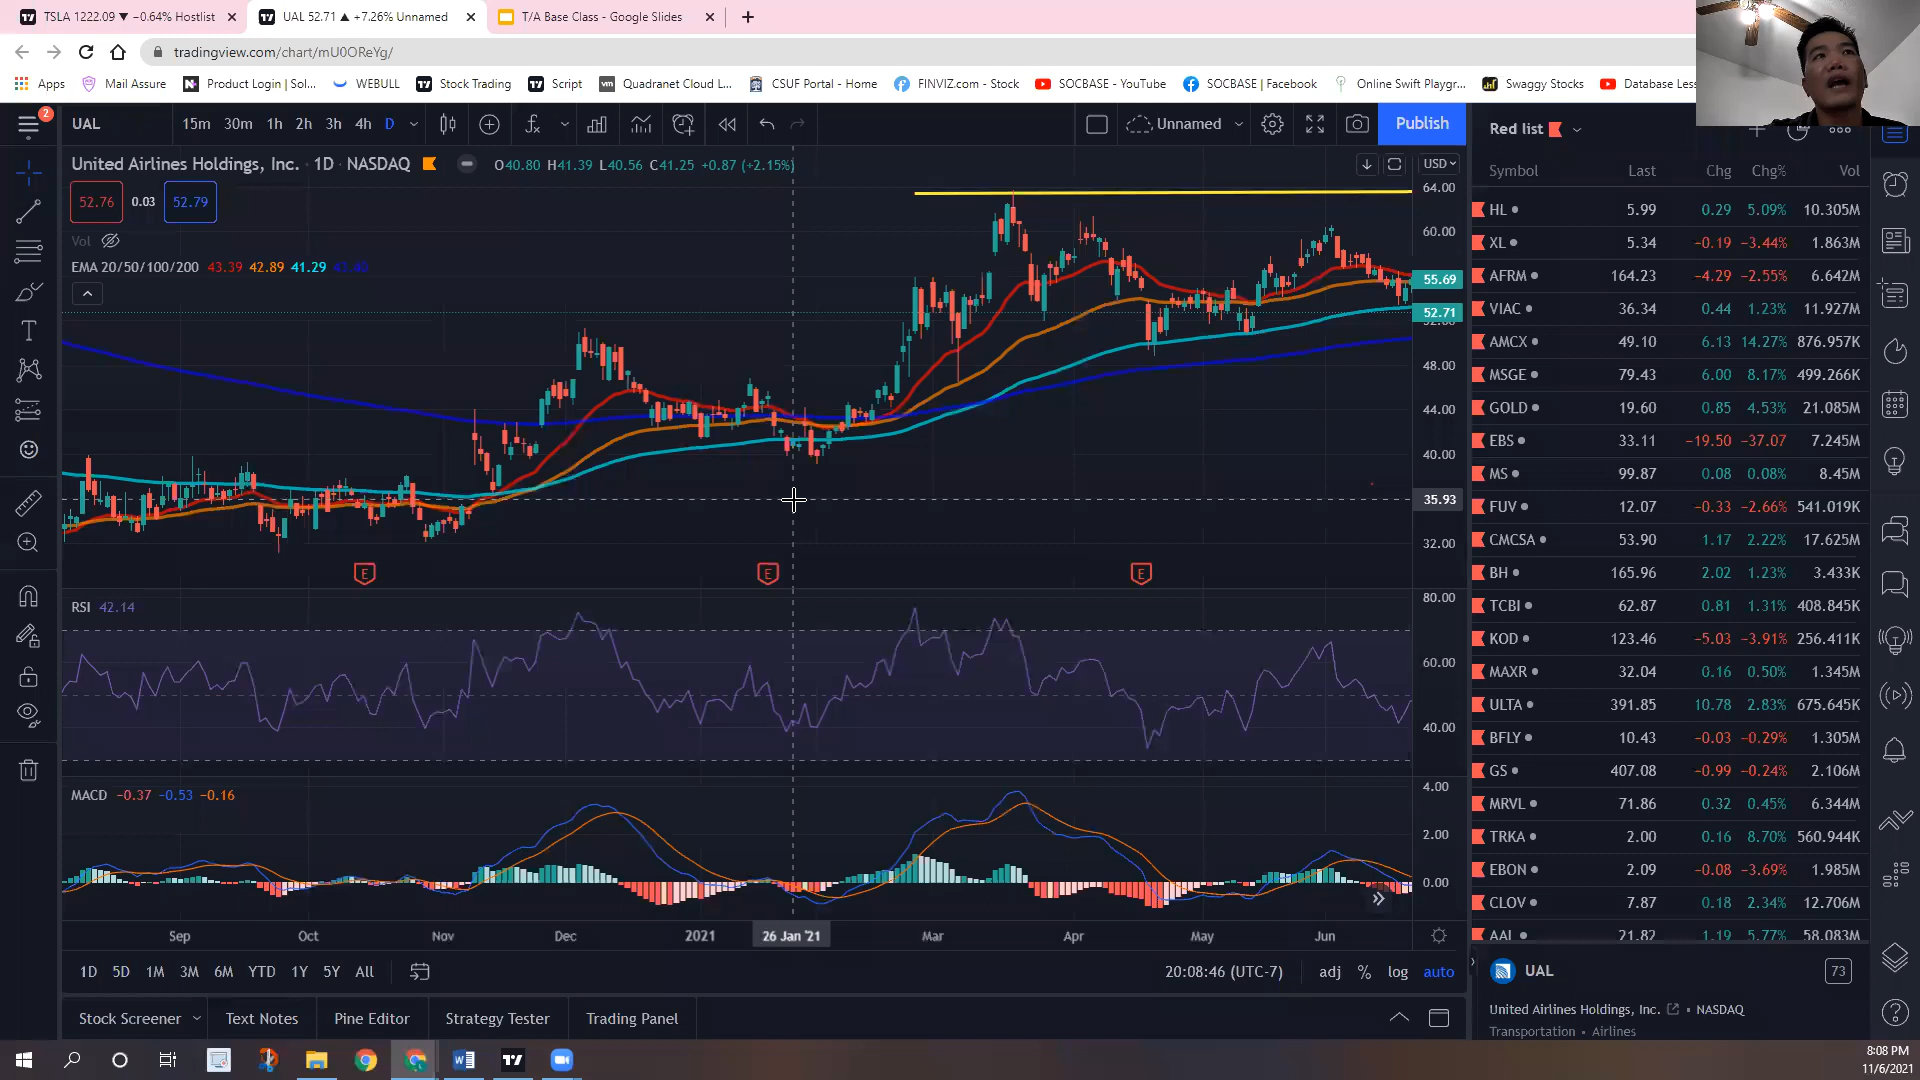 TSLA 1222.09 ▼ −0.64% Hostlist
UAL 52.71 ▲ +7.26% Unnamed
T/A Base Class - Google Slides
tradingview.com/chart/mU0OReYg/
Apps Mail Assure Product Login | Sol... WEBULL Stock Trading Script Quadranet Cloud L... CSUF Portal - Home FINVIZ.com - Stock SOCBASE - YouTube SOCBASE | Facebook Online Swift Playgr... Swaggy Stocks Database Les
2
UAL 15m 30m 1h 2h 3h 4h D Unnamed Publish
United Airlines Holdings, Inc. · 1D · NASDAQ O40.80 H41.39 L40.56 C41.25 +0.87 (+2.15%) USD
52.76 0.03 52.79
Vol
EMA 20/50/100/200 43.39 42.89 41.29 43.40
64.00
60.00
55.69
52.71
52.00
48.00
44.00
40.00
35.93
32.00
E E E
RSI 42.14
80.00
60.00
40.00
MACD −0.37 −0.53 −0.16
4.00
2.00
0.00
Sep Oct Nov Dec 2021 26 Jan '21 Mar Apr May Jun
1D 5D 1M 3M 6M YTD 1Y 5Y All 20:08:46 (UTC-7) adj % log auto
Stock Screener Text Notes Pine Editor Strategy Tester Trading Panel
Red list
Symbol Last Chg Chg% Vol
HL 5.99 0.29 5.09% 10.305M
XL 5.34 −0.19 −3.44% 1.863M
AFRM 164.23 −4.29 −2.55% 6.642M
VIAC 36.34 0.44 1.23% 11.927M
AMCX 49.10 6.13 14.27% 876.957K
MSGE 79.43 6.00 8.17% 499.266K
GOLD 19.60 0.85 4.53% 21.085M
EBS 33.11 −19.50 −37.07 7.245M
MS 99.87 0.08 0.08% 8.45M
FUV 12.07 −0.33 −2.66% 541.019K
CMCSA 53.90 1.17 2.22% 17.625M
BH 165.96 2.02 1.23% 3.433K
TCBI 62.87 0.81 1.31% 408.845K
KOD 123.46 −5.03 −3.91% 256.411K
MAXR 32.04 0.16 0.50% 1.345M
ULTA 391.85 10.78 2.83% 675.645K
BFLY 10.43 −0.03 −0.29% 1.305M
GS 407.08 −0.99 −0.24% 2.106M
MRVL 71.86 0.32 0.45% 6.344M
TRKA 2.00 0.16 8.70% 560.944K
EBON 2.09 −0.08 −3.69% 1.985M
CLOV 7.87 0.18 2.34% 12.706M
AAL 21.82 1.19 5.77% 58.083M
UAL 73
United Airlines Holdings, Inc. • NASDAQ
Transportation • Airlines
8:08 PM
11/6/2021